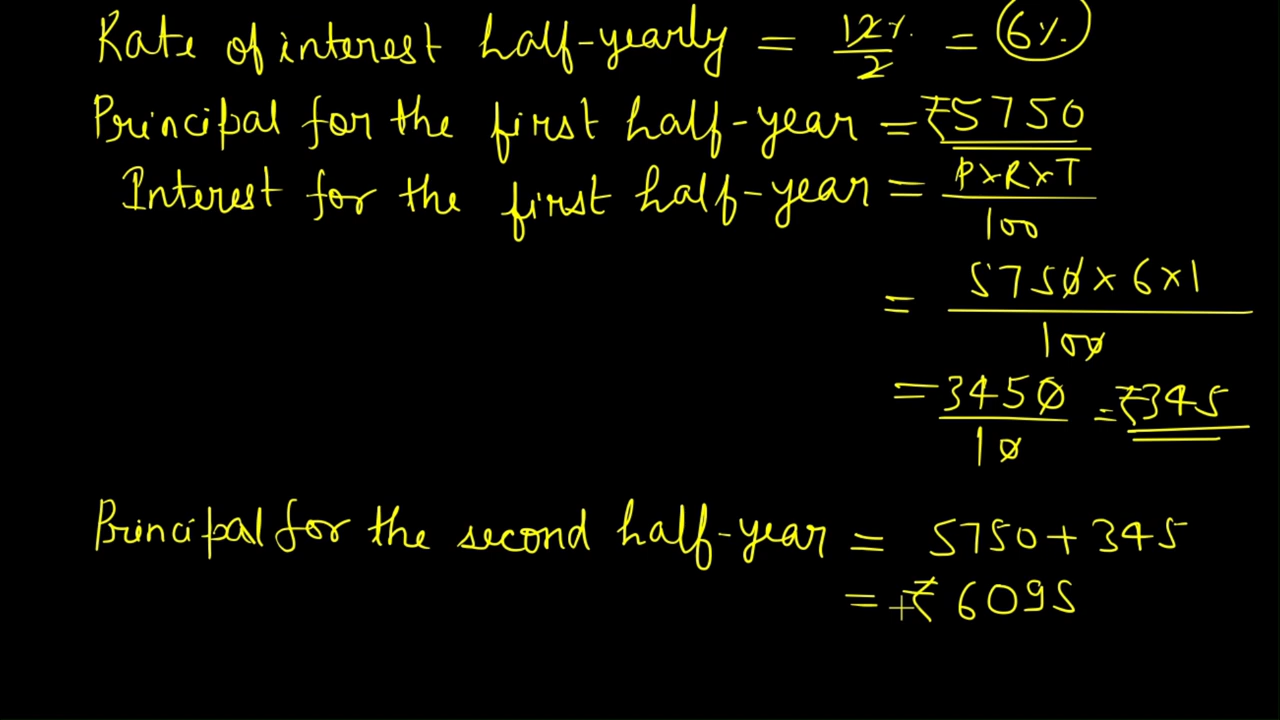 Rate of interest half-yearly = 12%/2 = 6%
Principal for the first half-year = ₹5750
Interest for the first half-year = P×R×T/100
= 5750×6×1/100
= 3450/10 = ₹345
Principal for the second half-year = 5750+345
= ₹6095